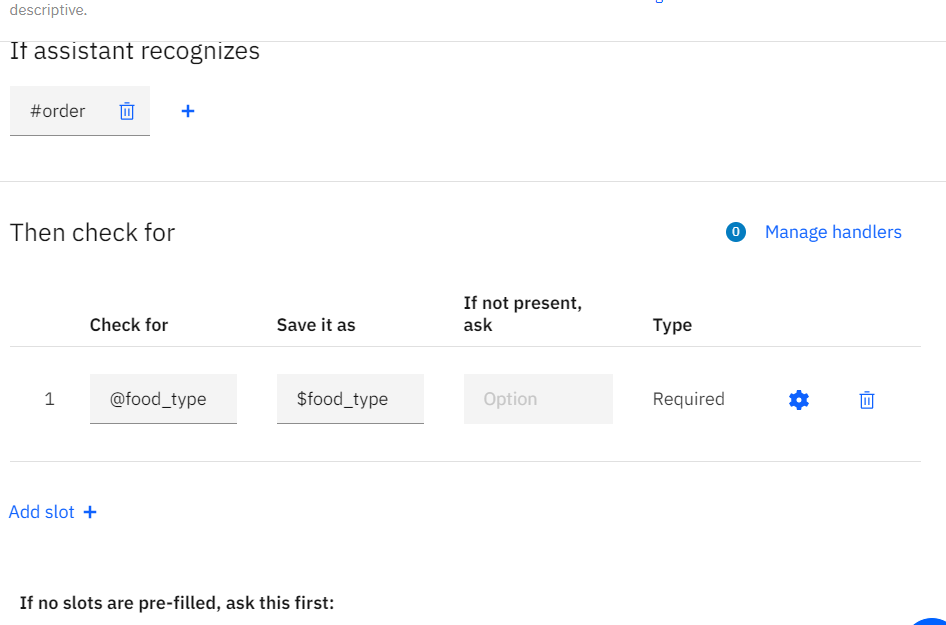 descriptive.
If assistant recognizes
#order
Then check for
0 Manage handlers
Check for
Save it as
If not present,
ask
Type
1
@food_type
$food_type
Option
Required
Add slot +
If no slots are pre-filled, ask this first: